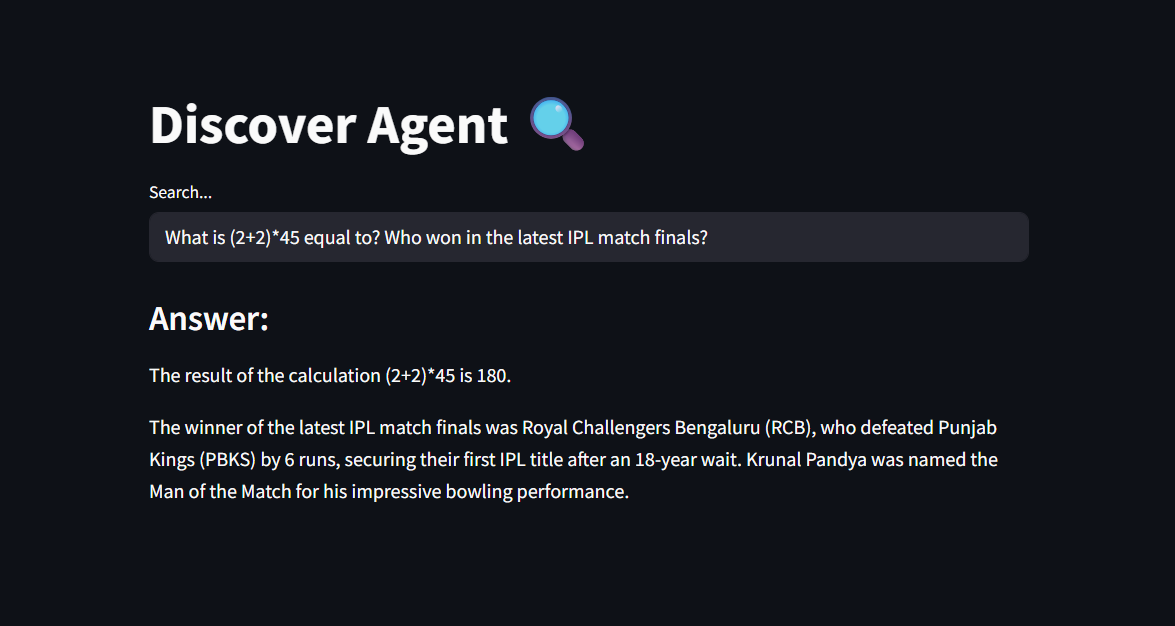 Discover Agent
Search...
What is (2+2)*45 equal to? Who won in the latest IPL match finals?
Answer:
The result of the calculation (2+2)*45 is 180.
The winner of the latest IPL match finals was Royal Challengers Bengaluru (RCB), who defeated Punjab
Kings (PBKS) by 6 runs, securing their first IPL title after an 18-year wait. Krunal Pandya was named the
Man of the Match for his impressive bowling performance.